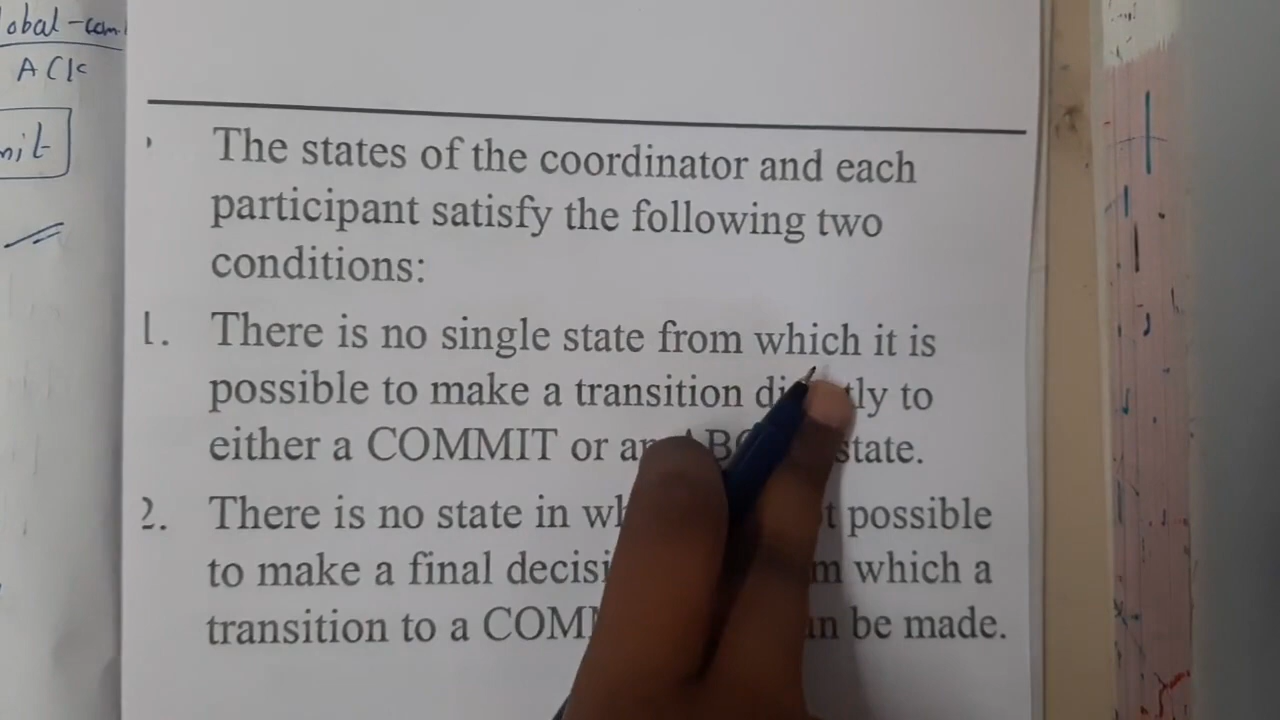 ACK
The states of the coordinator and each
participant satisfy the following two
conditions:
1. There is no single state from which it is
possible to make a transition to
either a COMMIT or state.
2. There is no state in possible
to make a final which a
transition to a be made.